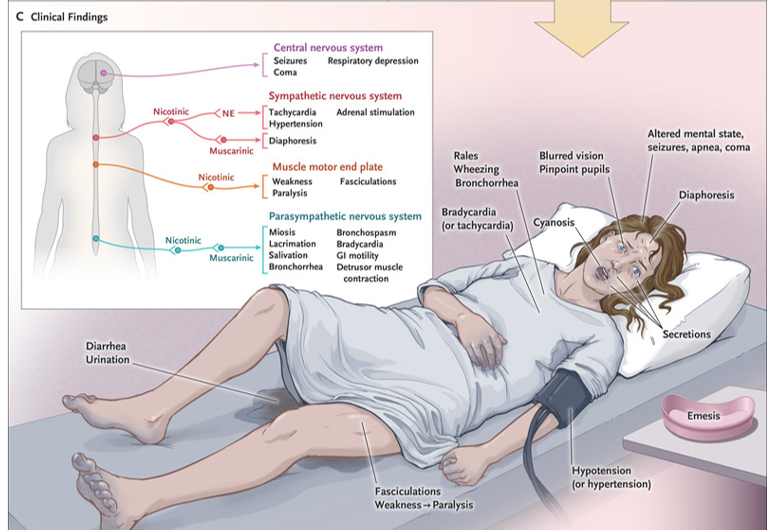 C Clinical Findings
Central nervous system
Seizures Respiratory depression
Coma
Sympathetic nervous system
Nicotinic
NE
Tachycardia Adrenal stimulation
Hypertension
Diaphoresis
Muscarinic
Muscle motor end plate
Nicotinic
Weakness Fasciculations
Paralysis
Parasympathetic nervous system
Nicotinic
Muscarinic
Miosis Bronchospasm
Lacrimation Bradycardia
Salivation GI motility
Bronchorrhea Detrusor muscle
contraction
Altered mental state,
seizures, apnea, coma
Rales
Wheezing
Bronchorrhea
Blurred vision
Pinpoint pupils
Diaphoresis
Bradycardia
(or tachycardia)
Cyanosis
Secretions
Diarrhea
Urination
Emesis
Hypotension
(or hypertension)
Fasciculations
Weakness→Paralysis